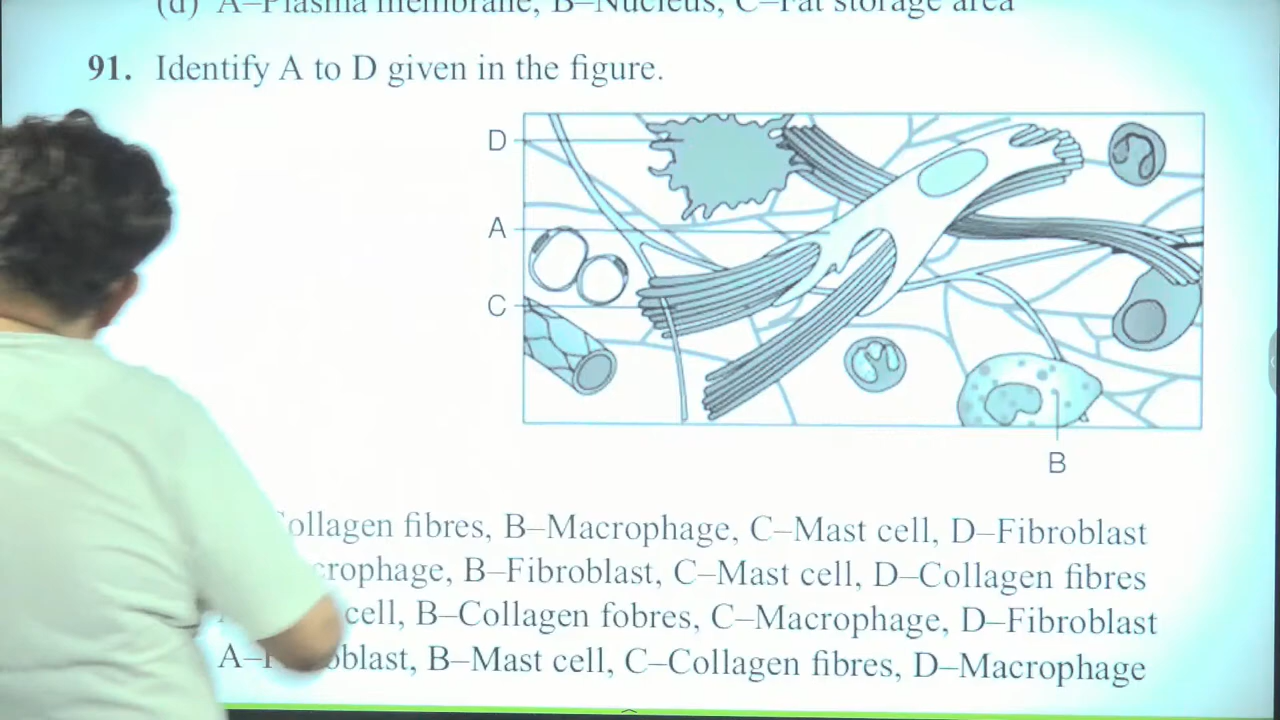 (d) A–Plasma membrane, B–Nucleus, C–Fat storage area
91. Identify A to D given in the figure.
D
A
C
B
ollagen fibres, B–Macrophage, C–Mast cell, D–Fibroblast
crophage, B–Fibroblast, C–Mast cell, D–Collagen fibres
cell, B–Collagen fobres, C–Macrophage, D–Fibroblast
oblast, B–Mast cell, C–Collagen fibres, D–Macrophage